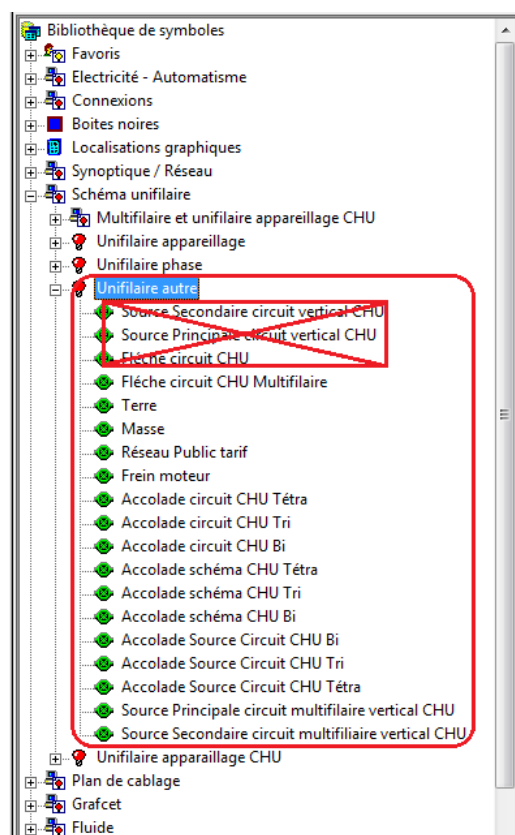 Bibliothèque de symboles
Favoris
Electricité - Automatisme
Connexions
Boites noires
Localisations graphiques
Synoptique / Réseau
Schéma unifilaire
Multifilaire et unifilaire appareillage CHU
Unifilaire appareillage
Unifilaire phase
Unifilaire autre
Source Secondaire circuit vertical CHU
Source Principale circuit vertical CHU
Fléche circuit CHU
Fléche circuit CHU Multifilaire
Terre
Masse
Réseau Public tarif
Frein moteur
Accolade circuit CHU Tétra
Accolade circuit CHU Tri
Accolade circuit CHU Bi
Accolade schéma CHU Tétra
Accolade schéma CHU Tri
Accolade schéma CHU Bi
Accolade Source Circuit CHU Bi
Accolade Source Circuit CHU Tri
Accolade Source Circuit CHU Tétra
Source Principale circuit multifilaire vertical CHU
Source Secondaire circuit multifiliaire vertical CHU
Unifilaire apparaillage CHU
Plan de cablage
Grafcet
Fluide